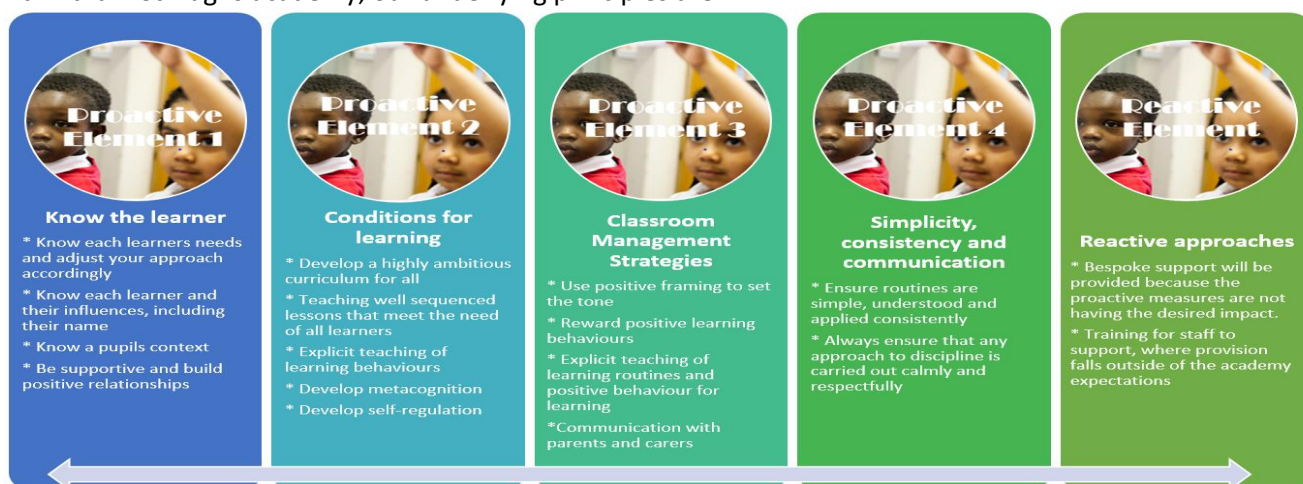 Proactive
Element 1
Know the learner
* Know each learners needs
and adjust your approach
accordingly
* Know each learner and
their influences, including
their name
* Know a pupils context
* Be supportive and build
positive relationships
Proactive
Element 2
Conditions for
learning
* Develop a highly ambitious
curriculum for all
* Teaching well sequenced
lessons that meet the need
of all learners
* Explicit teaching of
learning behaviours
* Develop metacognition
* Develop self-regulation
Proactive
Element 3
Classroom
Management
Strategies
* Use positive framing to set
the tone
* Reward positive learning
behaviours
* Explicit teaching of
learning routines and
positive behaviour for
learning
*Communication with
parents and carers
Proactive
Element 4
Simplicity,
consistency and
communication
* Ensure routines are
simple, understood and
applied consistently
* Always ensure that any
approach to discipline is
carried out calmly and
respectfully
Reactive
Element
Reactive approaches
* Bespoke support will be
provided because the
proactive measures are not
having the desired impact.
* Training for staff to
support, where provision
falls outside of the academy
expectations